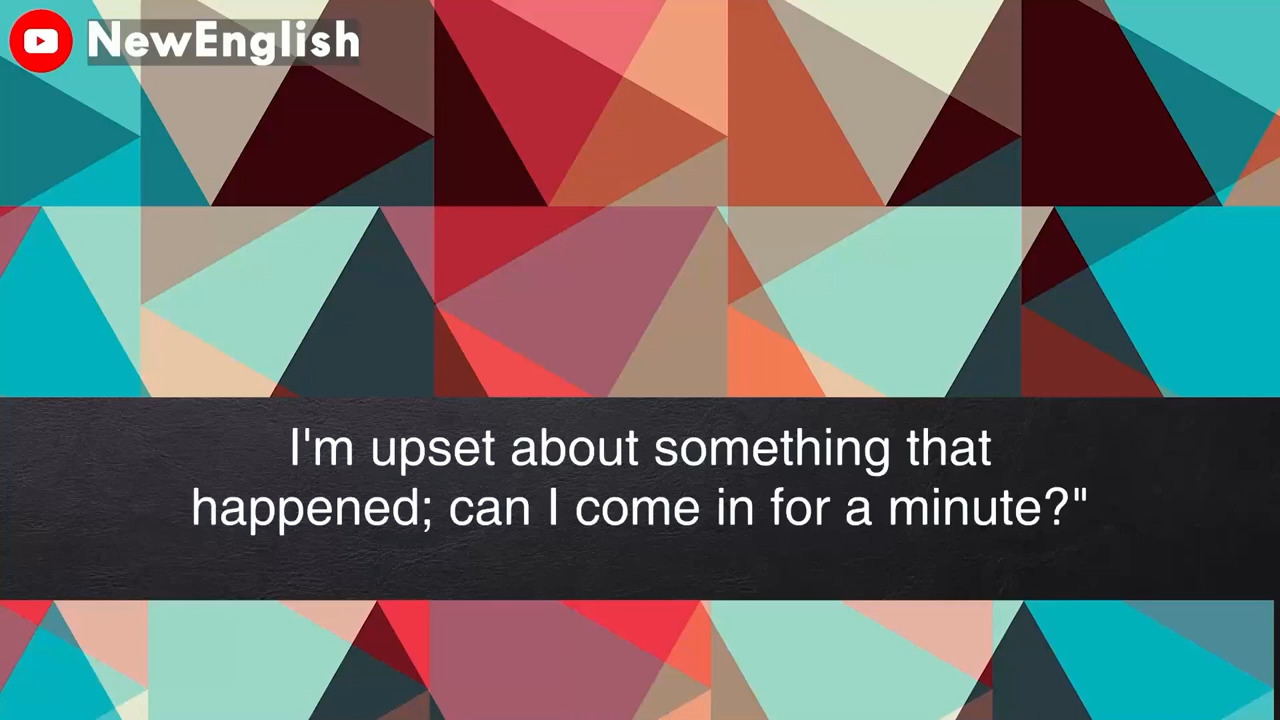 NewEnglish
I'm upset about something that
happened; can I come in for a minute?"